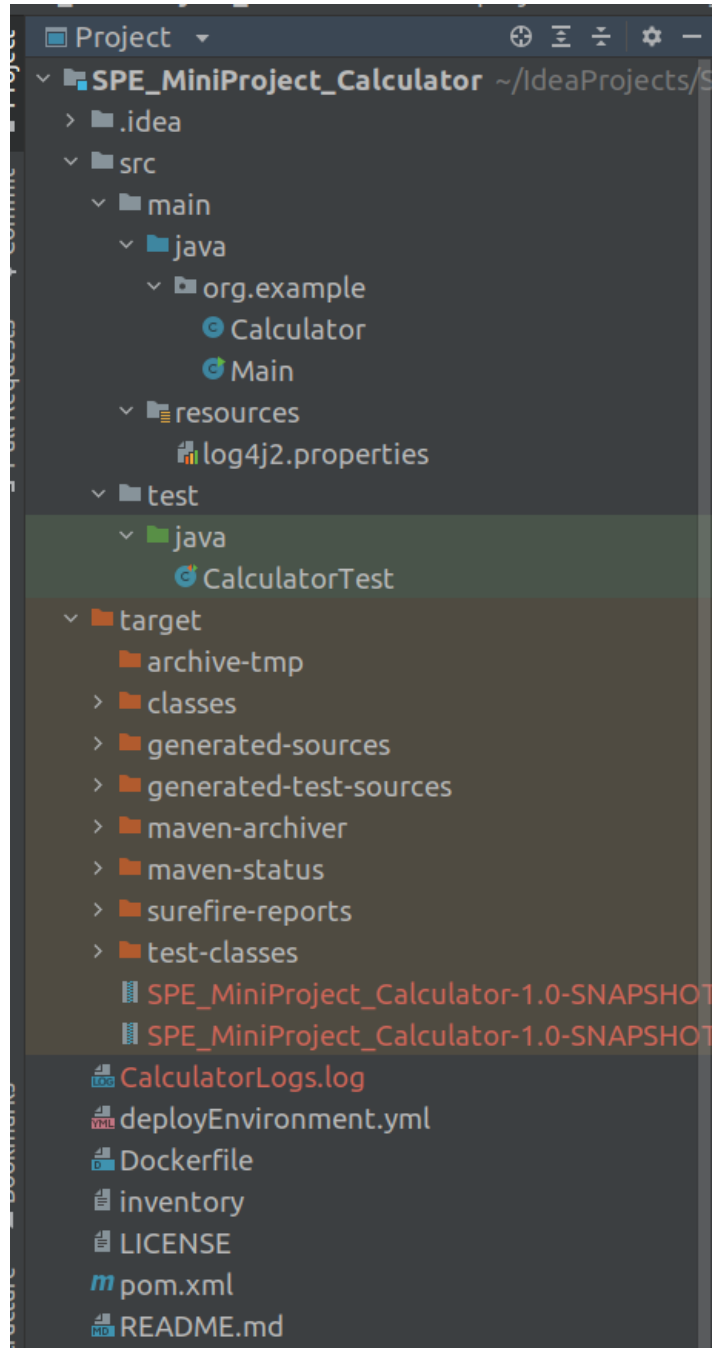 Project
SPE_MiniProject_Calculator ~/IdeaProjects/S
.idea
src
main
java
org.example
Calculator
Main
resources
log4j2.properties
test
java
CalculatorTest
target
archive-tmp
classes
generated-sources
generated-test-sources
maven-archiver
maven-status
surefire-reports
test-classes
SPE_MiniProject_Calculator-1.0-SNAPSHOT
SPE_MiniProject_Calculator-1.0-SNAPSHOT
CalculatorLogs.log
deployEnvironment.yml
Dockerfile
inventory
LICENSE
pom.xml
README.md